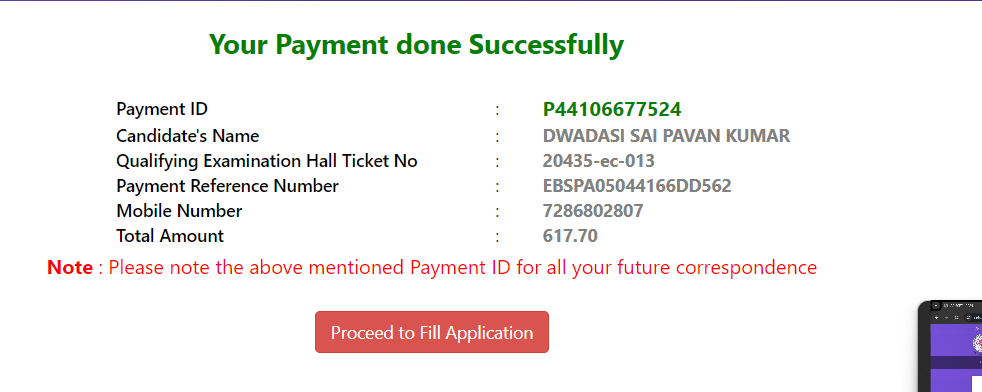 Your Payment done Successfully
Payment ID : P44106677524
Candidate's Name : DWADASI SAI PAVAN KUMAR
Qualifying Examination Hall Ticket No : 20435-ec-013
Payment Reference Number : EBSPA05044166DD562
Mobile Number : 7286802807
Total Amount : 617.70
Note : Please note the above mentioned Payment ID for all your future correspondence
Proceed to Fill Application